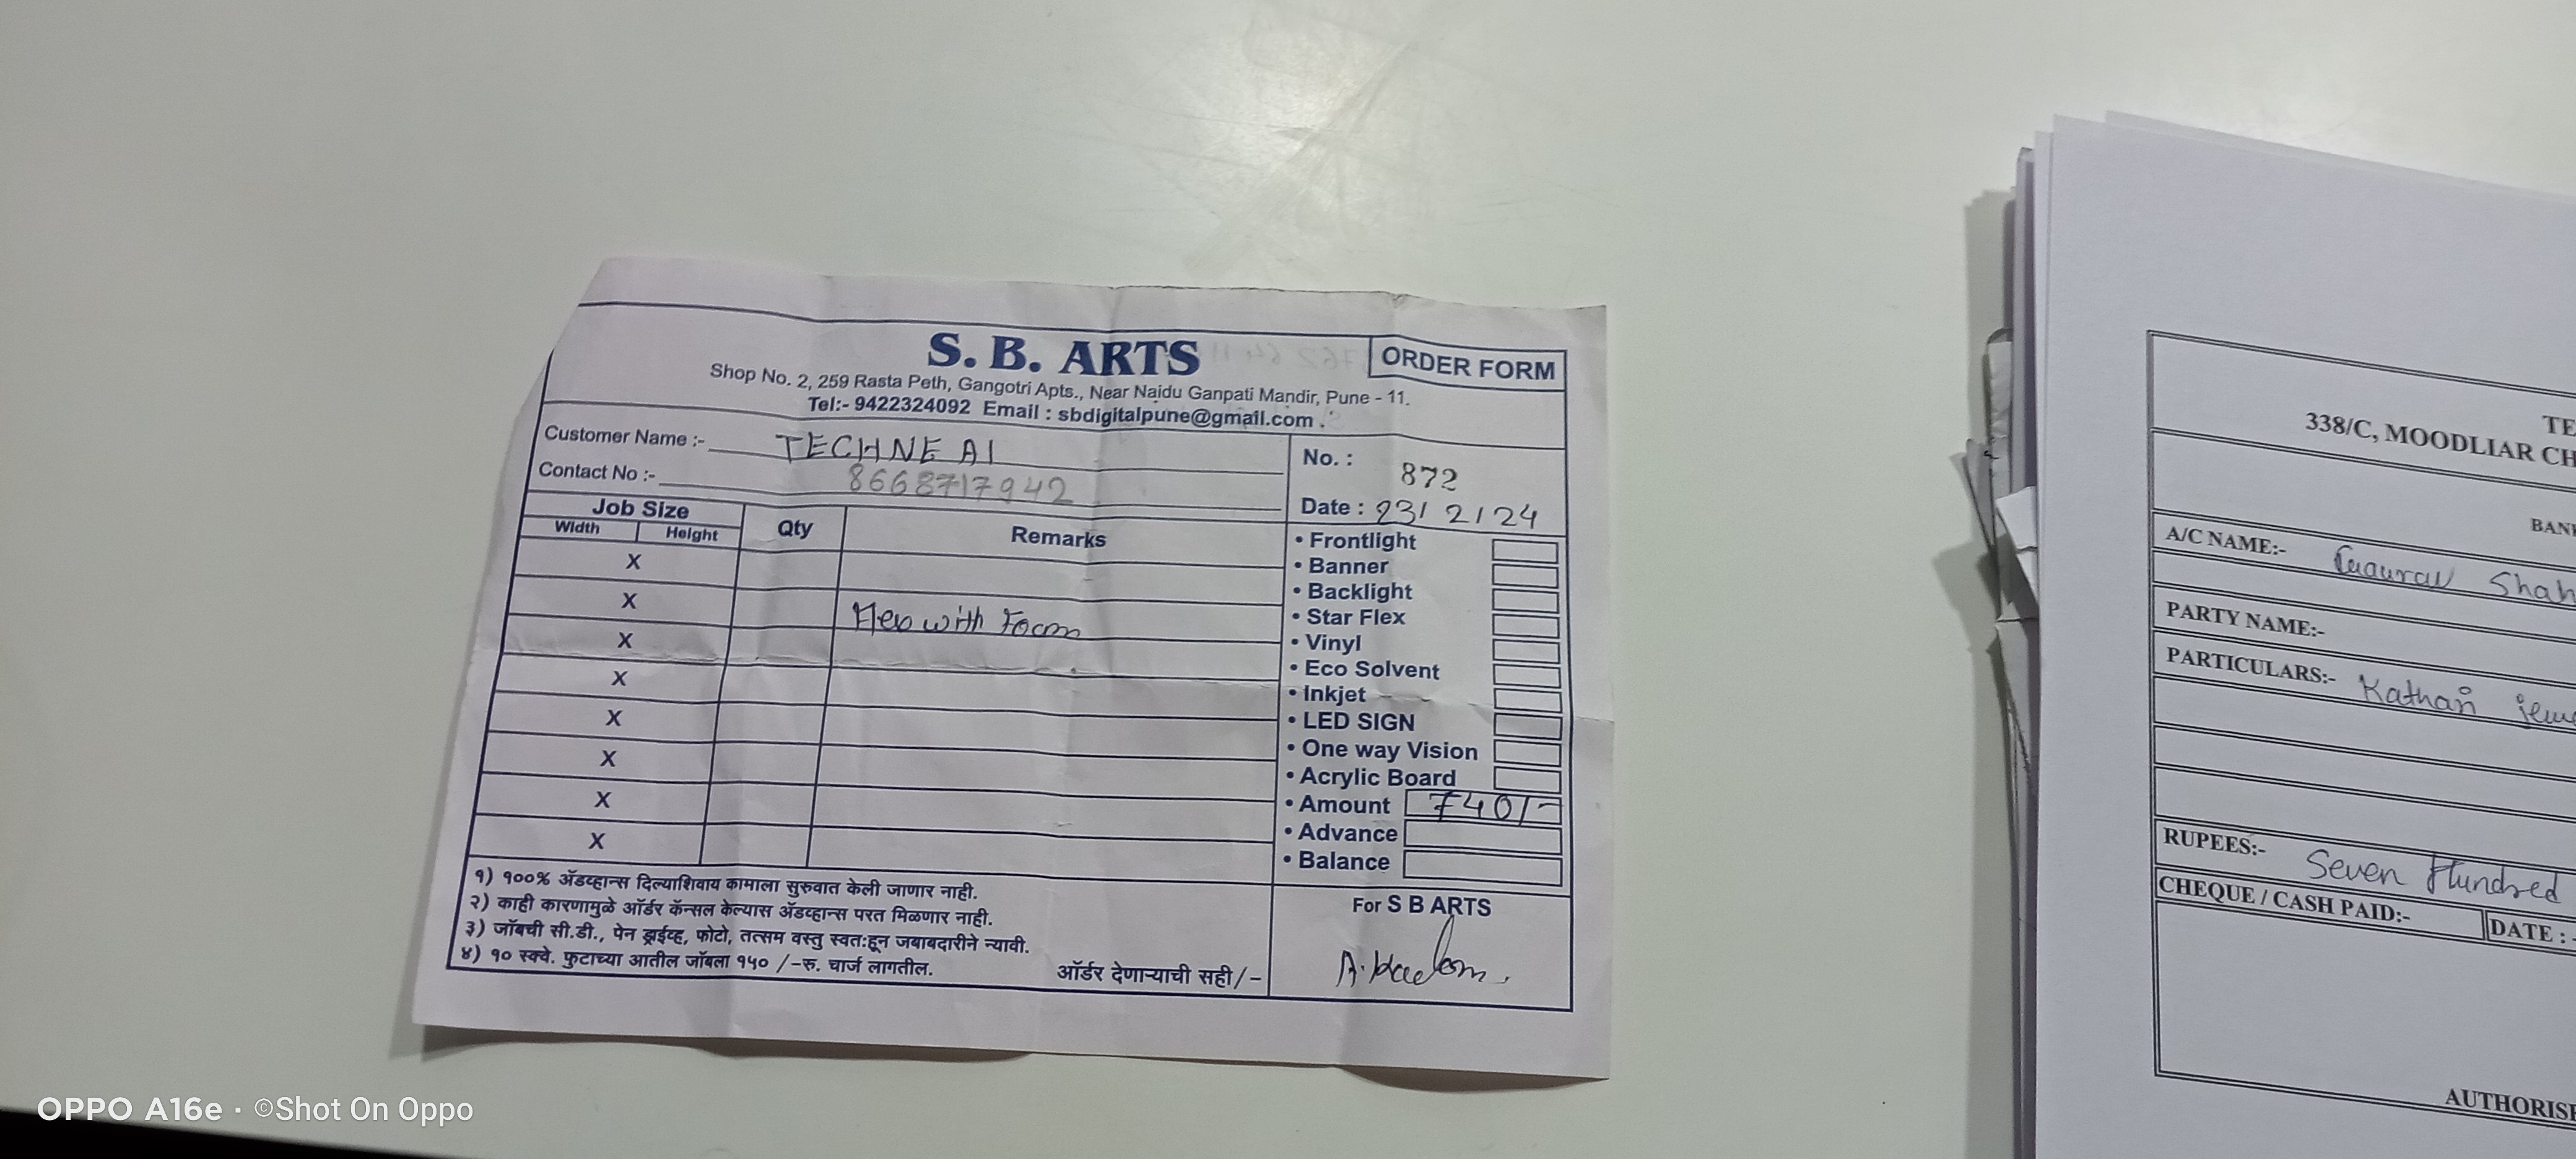 S. B. ARTS
ORDER FORM
Shop No. 2, 259 Rasta Peth, Gangotri Apts., Near Naidu Ganpati Mandir, Pune - 11.
Tel:- 9422324092 Email : sbdigitalpune@gmail.com .
Customer Name :- TECHNE AI
Contact No :- 8668717942
No. : 872
Date : 23/2/24
Job Size
Width Height Qty Remarks
X
X
with
X
X
X
X
X
X
• Frontlight
• Banner
• Backlight
• Star Flex
• Vinyl
• Eco Solvent
• Inkjet
• LED SIGN
• One way Vision
• Acrylic Board
• Amount 740/-
• Advance
• Balance
१) १००% ॲडव्हान्स दिल्याशिवाय कामाला सुरुवात केली जाणार नाही.
२) काही कारणामुळे ऑर्डर कॅन्सल केल्यास ॲडव्हान्स परत मिळणार नाही.
३) जॉबची सी.डी., पेन ड्राईव्ह, फोटो, तत्सम वस्तु स्वत:हून जबाबदारीने न्यावी.
४) १० स्क्वे. फुटाच्या आतील जॉबला १५० /-रु. चार्ज लागतील.
ऑर्डर देणाऱ्याची सही/-
For S B ARTS
TE
338/C, MOODLIAR CH
BAN
A/C NAME:- Gaurav Shah
PARTY NAME:-
PARTICULARS:- Kathan
RUPEES:- Seven Hundred
CHEQUE / CASH PAID:- DATE :-
AUTHORISE
OPPO A16e · ©Shot On Oppo